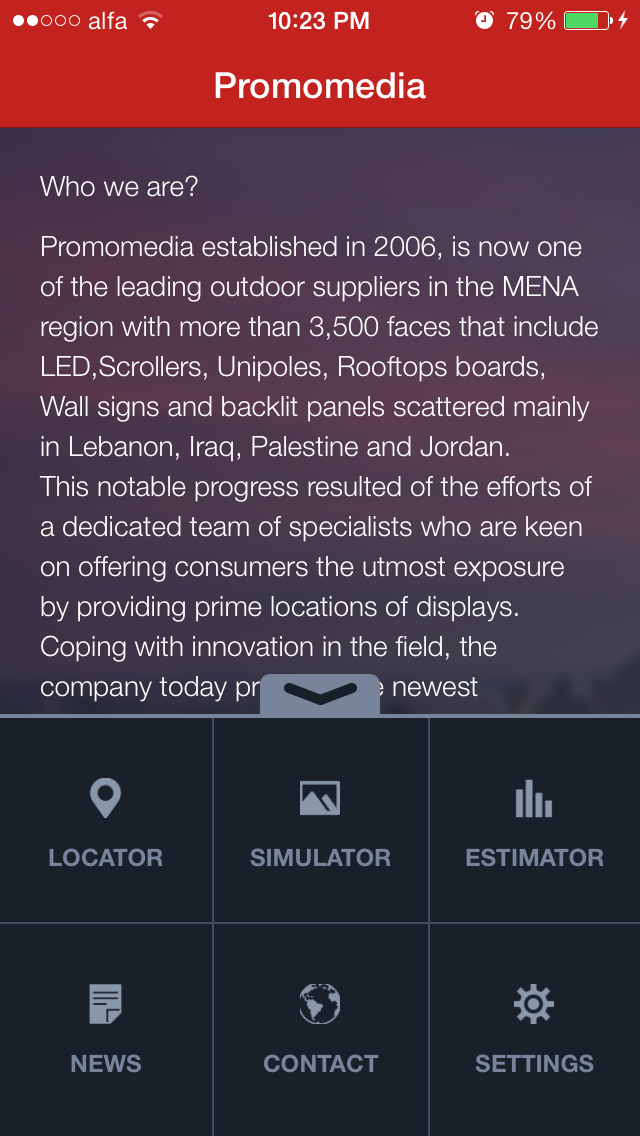 alfa 10:23 PM 79%
Promomedia
Who we are?
Promomedia established in 2006, is now one
of the leading outdoor suppliers in the MENA
region with more than 3,500 faces that include
LED,Scrollers, Unipoles, Rooftops boards,
Wall signs and backlit panels scattered mainly
in Lebanon, Iraq, Palestine and Jordan.
This notable progress resulted of the efforts of
a dedicated team of specialists who are keen
on offering consumers the utmost exposure
by providing prime locations of displays.
Coping with innovation in the field, the
company today newest
LOCATOR SIMULATOR ESTIMATOR
NEWS CONTACT SETTINGS